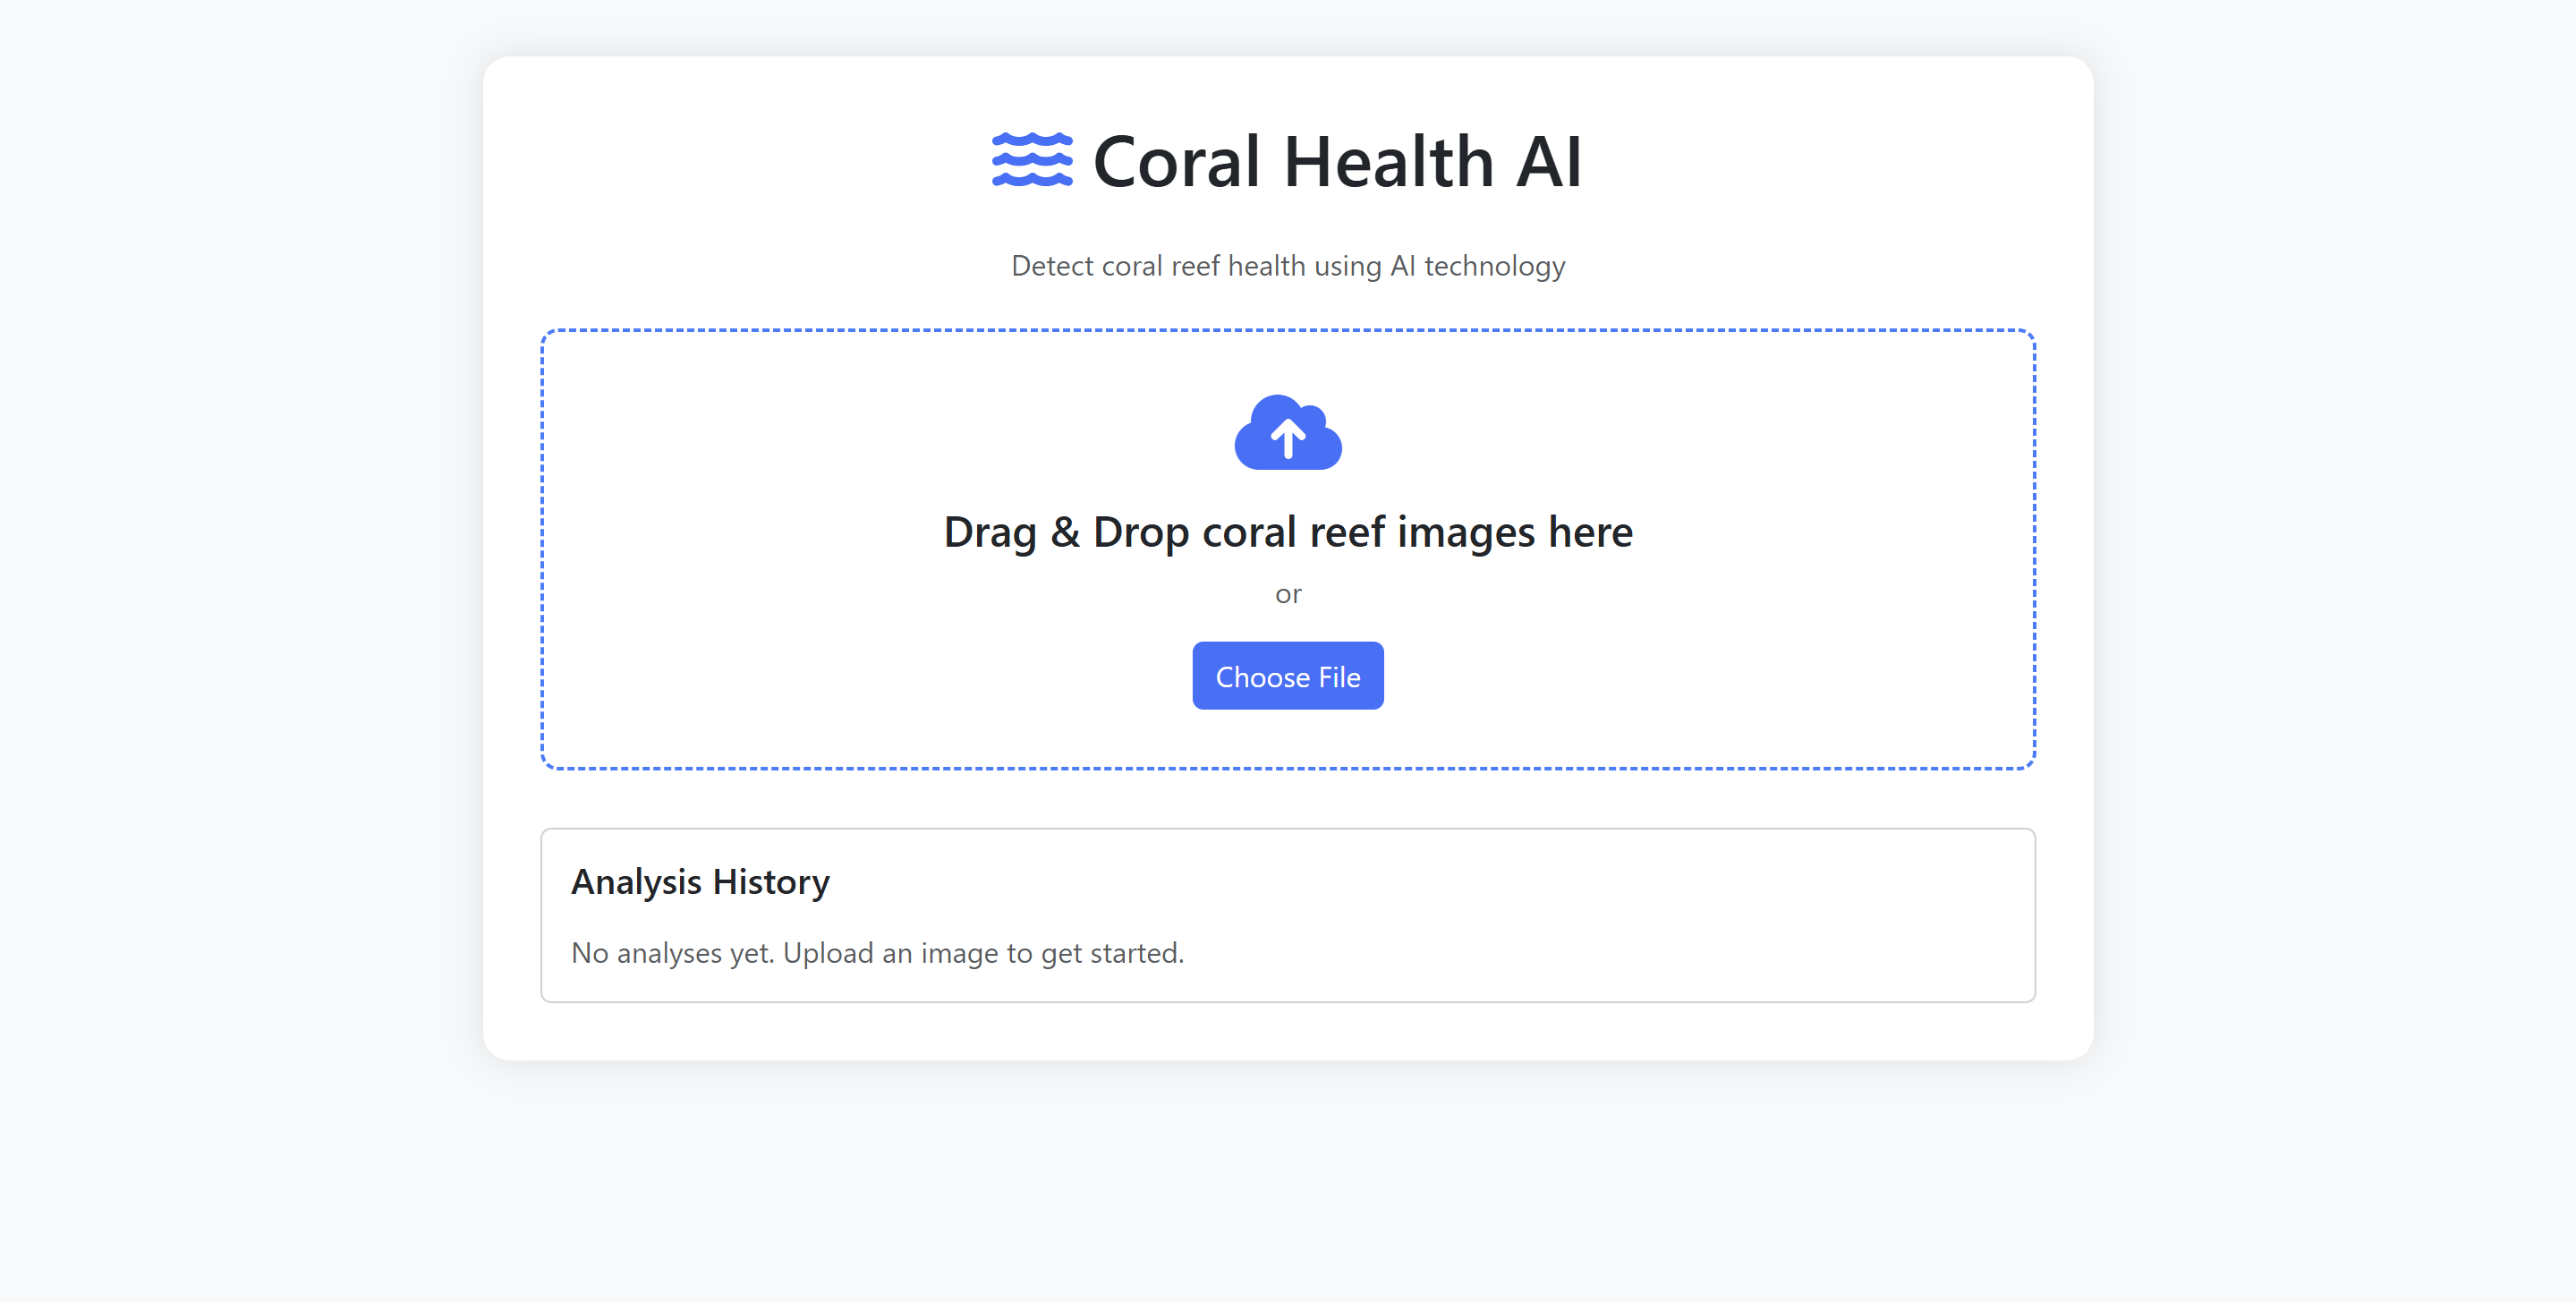 Coral Health AI
Detect coral reef health using AI technology
Drag & Drop coral reef images here
or
Choose File
Analysis History
No analyses yet. Upload an image to get started.